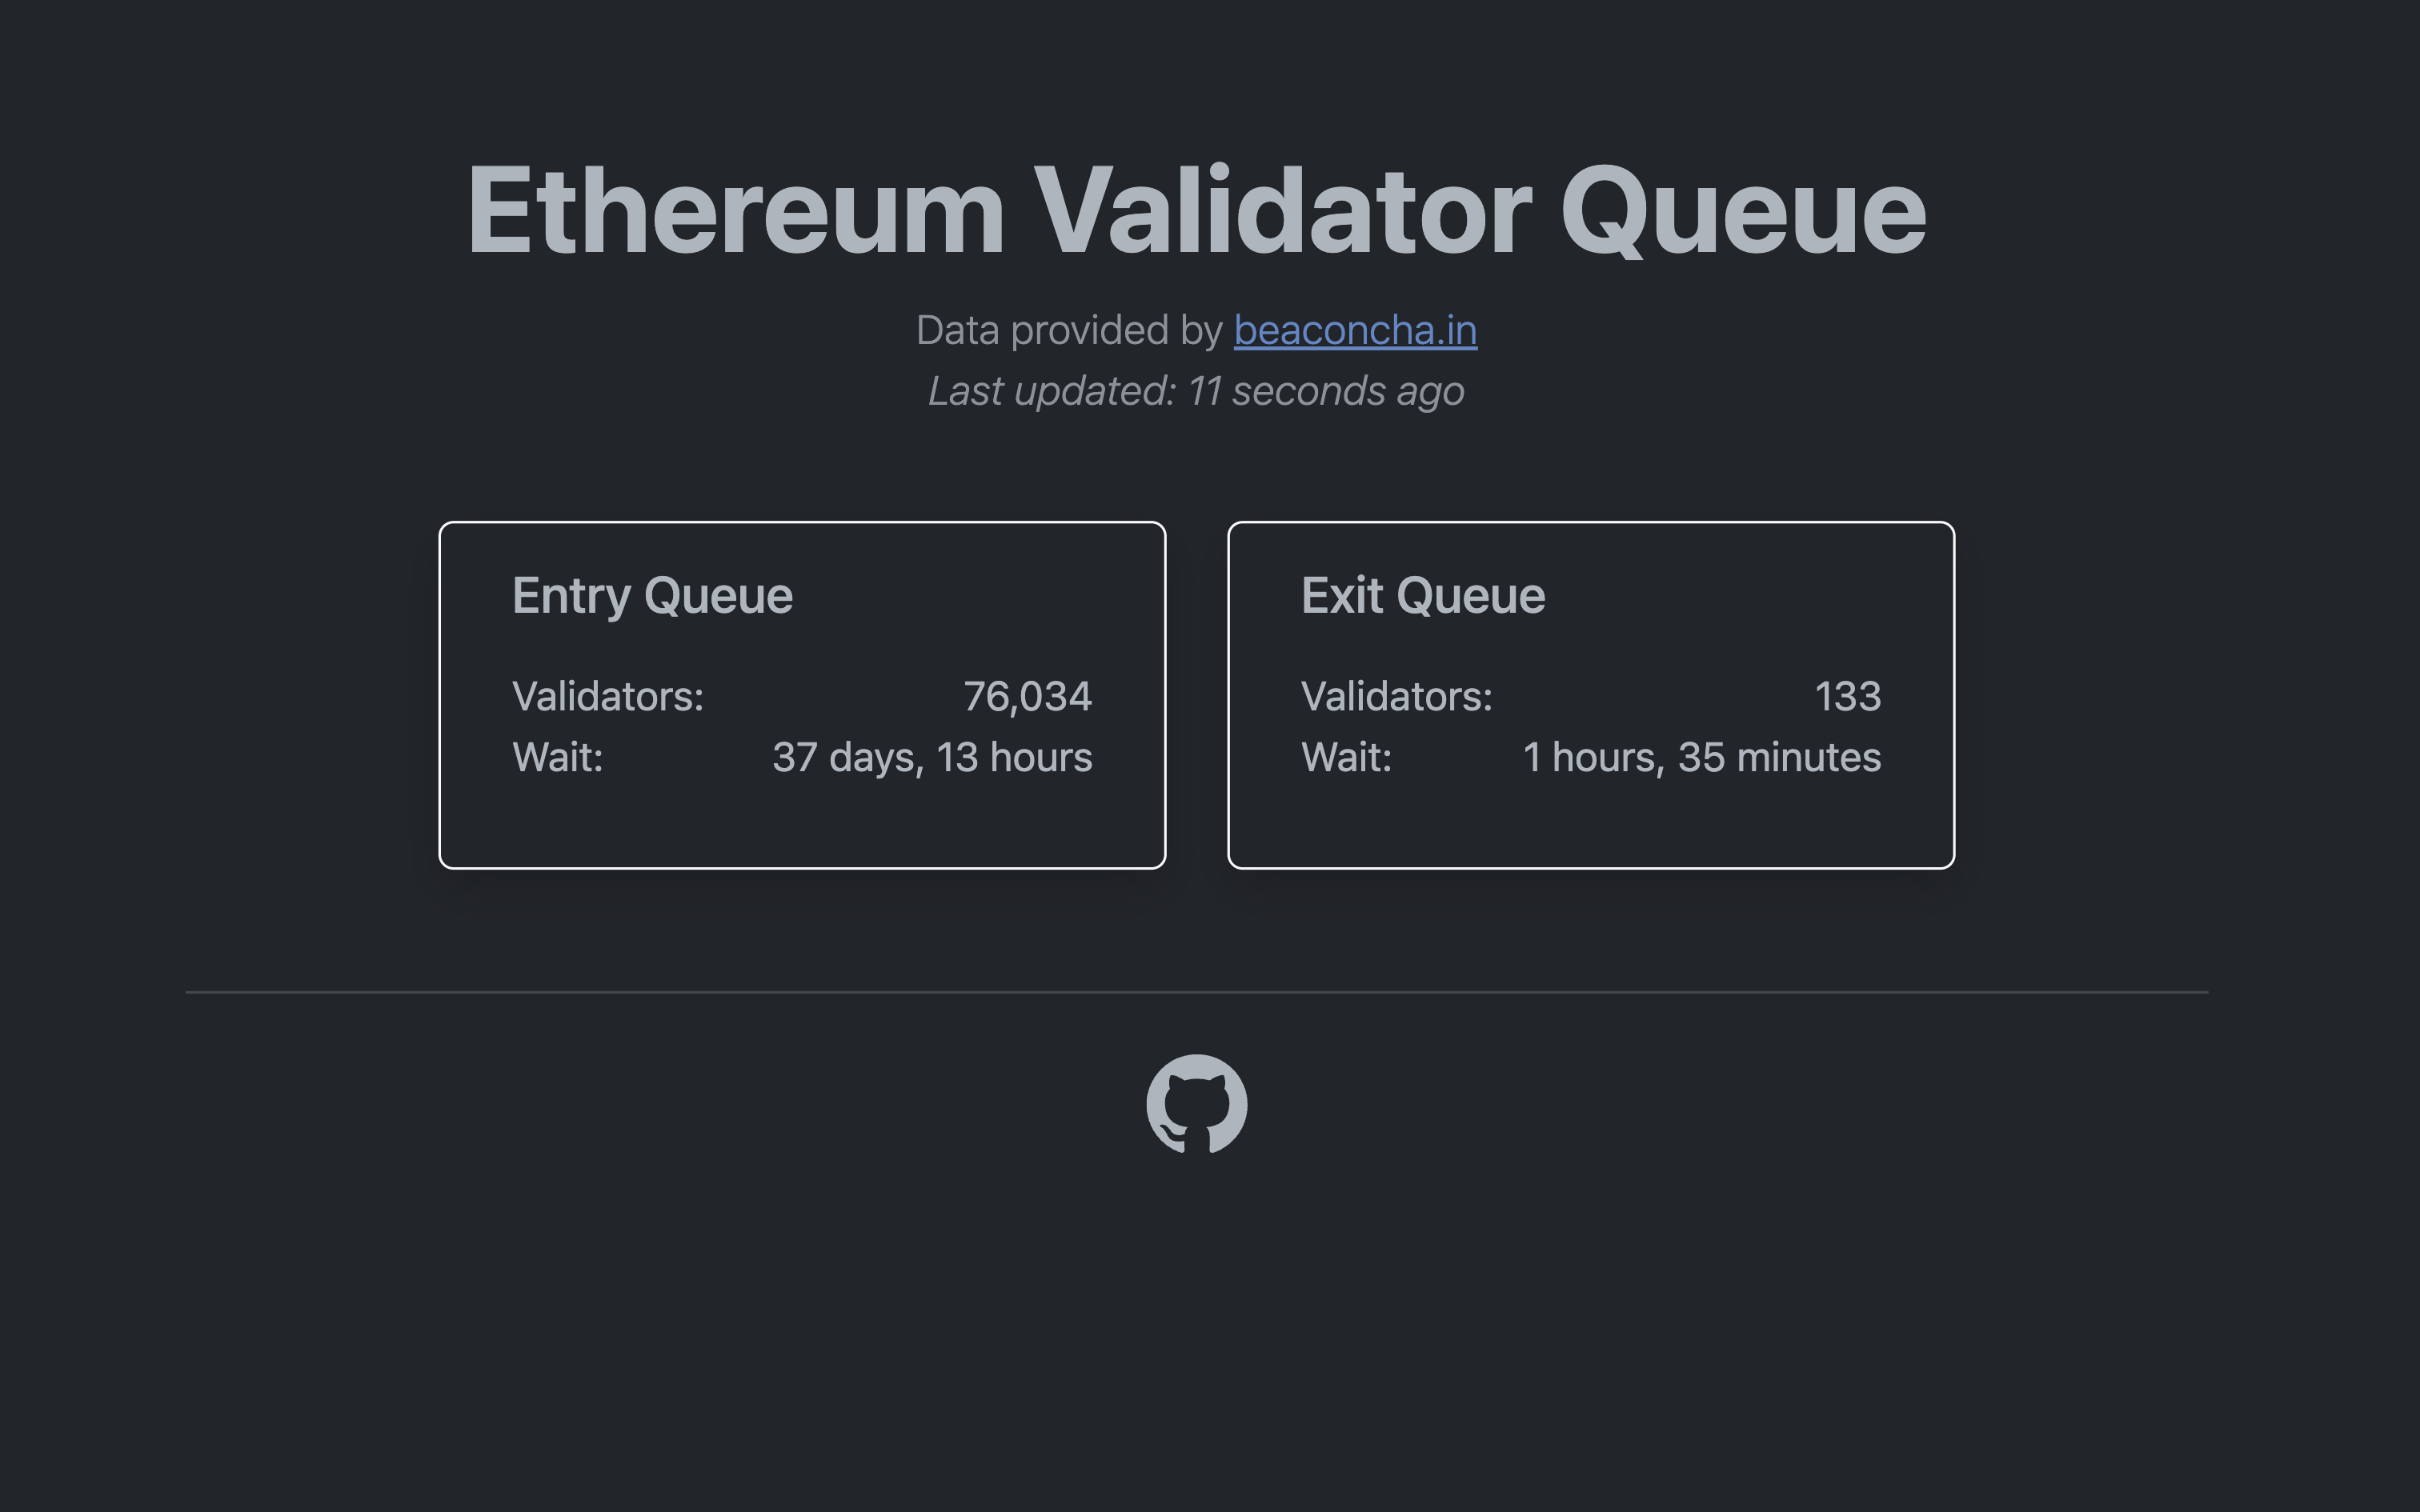 Ethereum Validator Queue
Data provided by beaconcha.in
Last updated: 11 seconds ago
Entry Queue
Validators: 76,034
Wait: 37 days, 13 hours
Exit Queue
Validators: 133
Wait: 1 hours, 35 minutes